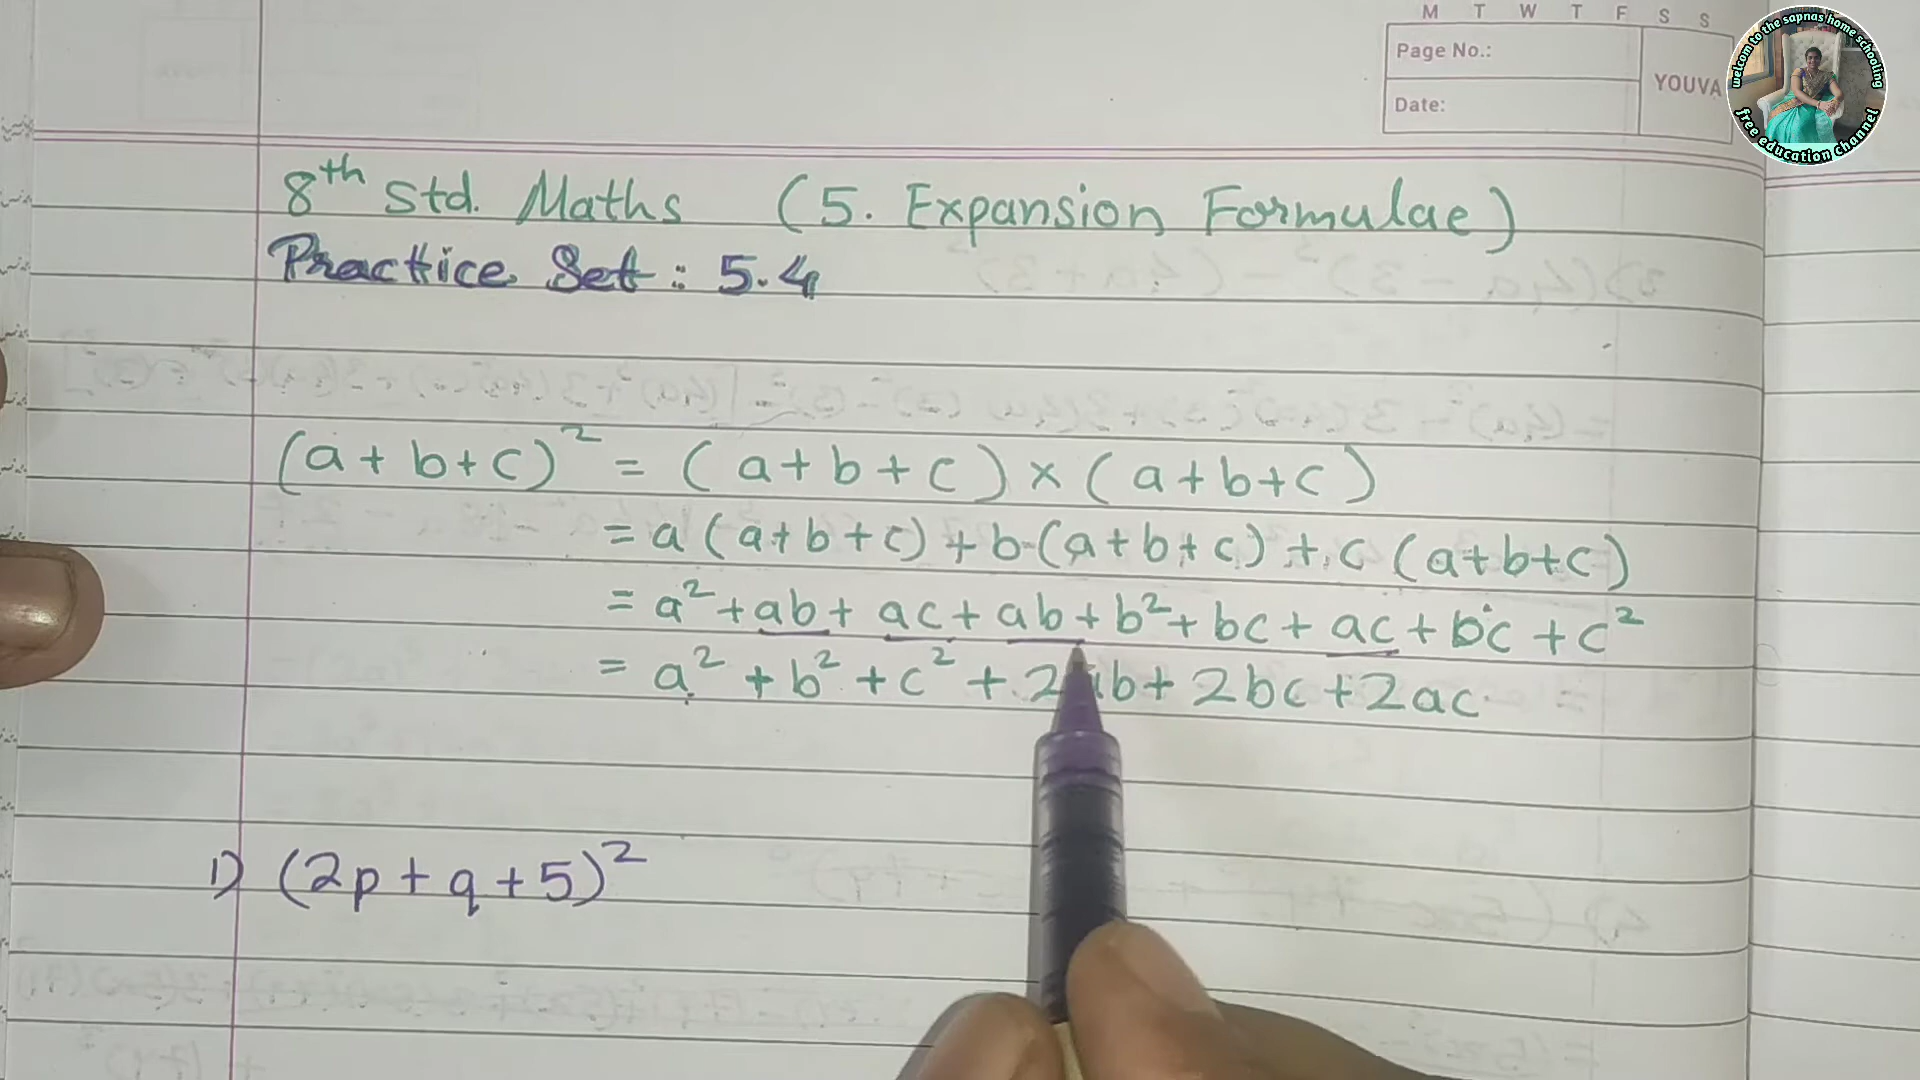 M T W T F S S
Page No.:
Date:
YOUVA
welcom to the sapnas home schooling
free education channel
8th std. Maths (5. Expansion Formulae)
Practice Set : 5.4
(a + b + c)² = (a + b + c) × (a + b + c)
= a (a + b + c) + b (a + b + c) + c (a + b + c)
= a² + ab + ac + ab + b² + bc + ac + bc + c²
= a² + b² + c² + 2ab + 2bc + 2ac
1) (2p + q + 5)²